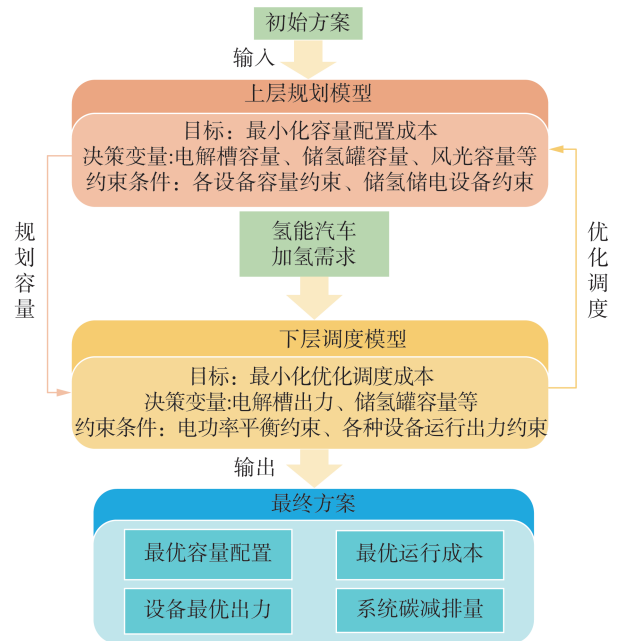 初始方案
输入
上层规划模型
目标：最小化容量配置成本
决策变量:电解槽容量、储氢罐容量、风光容量等
约束条件：各设备容量约束、储氢储电设备约束
规划容量
氢能汽车
加氢需求
优化调度
下层调度模型
目标：最小化优化调度成本
决策变量:电解槽出力、储氢罐容量等
约束条件：电功率平衡约束、各种设备运行出力约束
输出
最终方案
最优容量配置
最优运行成本
设备最优出力
系统碳减排量